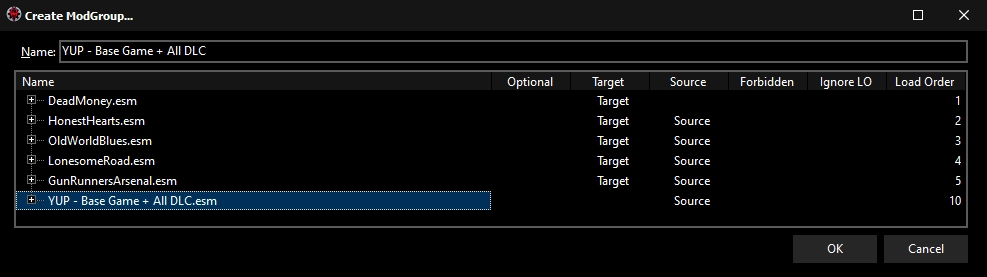 Create ModGroup...
Name: YUP - Base Game + All DLC
Name Optional Target Source Forbidden Ignore LO Load Order
DeadMoney.esm Target 1
HonestHearts.esm Target Source 2
OldWorldBlues.esm Target Source 3
LonesomeRoad.esm Target Source 4
GunRunnersArsenal.esm Target Source 5
YUP - Base Game + All DLC.esm Source 10
OK Cancel